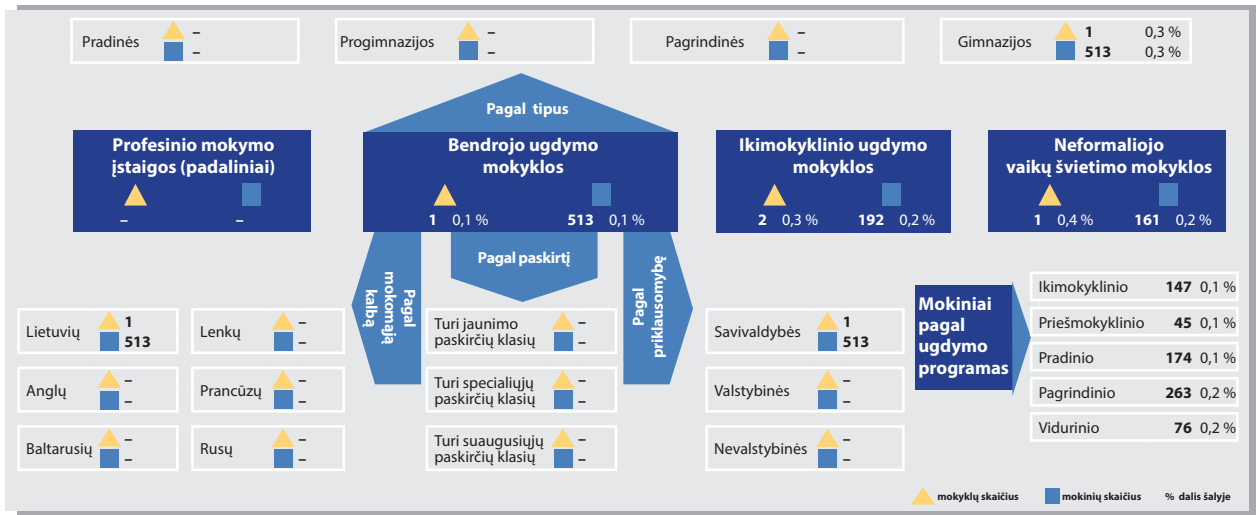 Pradinės
–
–
Progimnazijos
–
–
Pagrindinės
–
–
Gimnazijos
1 0,3 %
513 0,3 %
Pagal tipus
Profesinio mokymo
įstaigos (padaliniai)
– –
Bendrojo ugdymo
mokyklos
1 0,1 % 513 0,1 %
Ikimokyklinio ugdymo
mokyklos
2 0,3 % 192 0,2 %
Neformaliojo
vaikų švietimo mokyklos
1 0,4 % 161 0,2 %
Pagal
mokomąją
kalbą
Pagal paskirtį
Pagal
priklausomybę
Lietuvių
1
513
Lenkų
–
–
Anglų
–
–
Prancūzų
–
–
Baltarusių
–
–
Rusų
–
–
Turi jaunimo
paskirčių klasių
–
–
Turi specialiųjų
paskirčių klasių
–
–
Turi suaugusiųjų
paskirčių klasių
–
–
Savivaldybės
1
513
Valstybinės
–
–
Nevalstybinės
–
–
Mokiniai
pagal
ugdymo
programas
Ikimokyklinio 147 0,1 %
Priešmokyklinio 45 0,1 %
Pradinio 174 0,1 %
Pagrindinio 263 0,2 %
Vidurinio 76 0,2 %
mokyklų skaičius mokinių skaičius % dalis šalyje